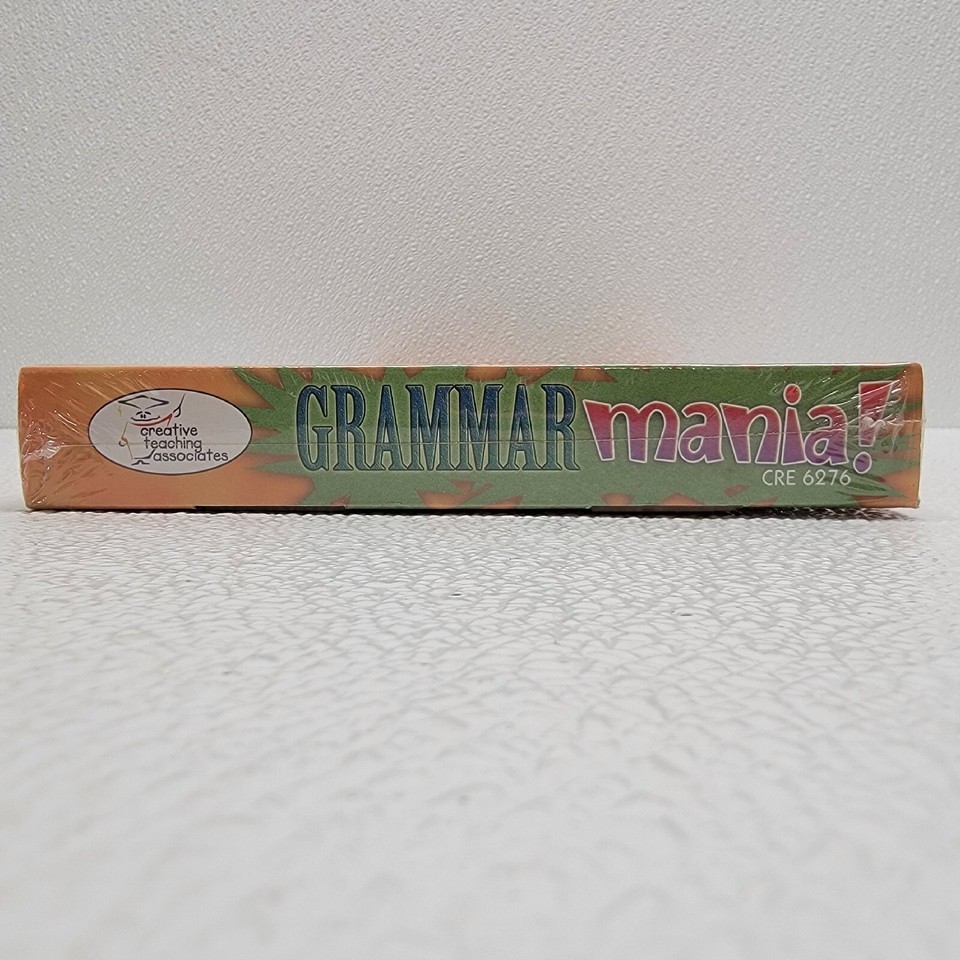 creative
teaching
associates
GRAMMAR mania!
CRE 6276